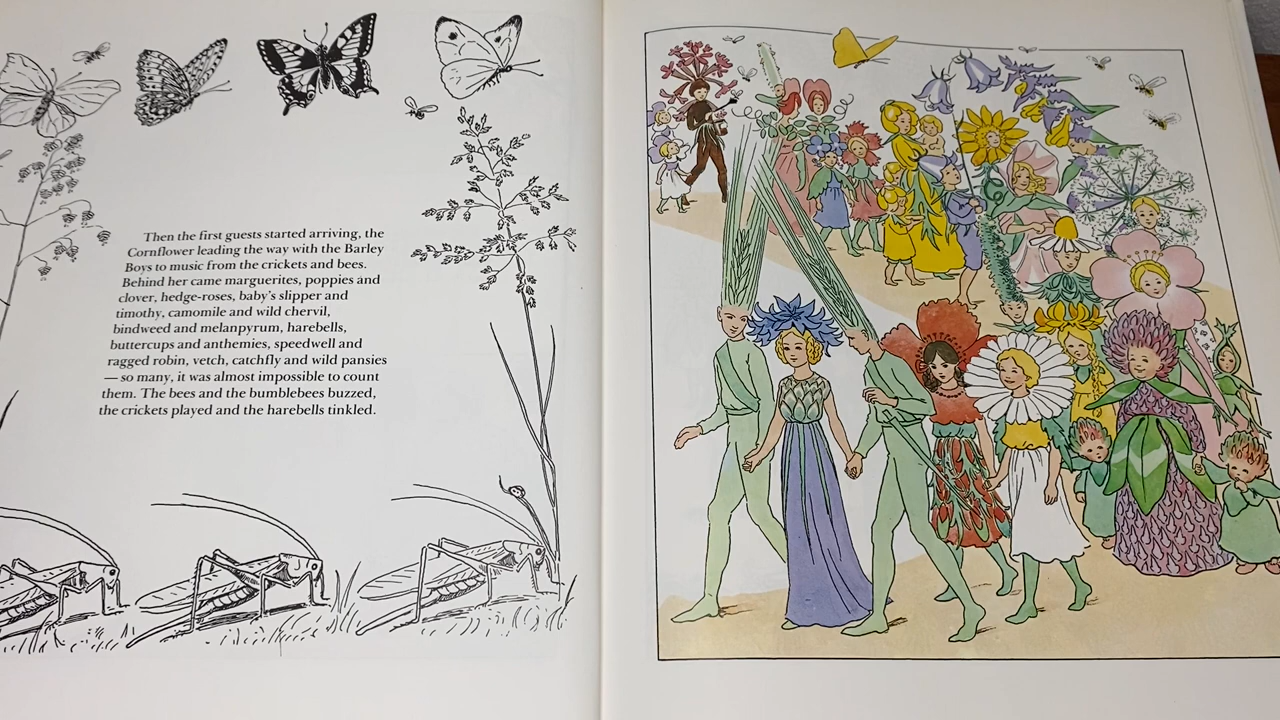 Then the first guests started arriving, the
Cornflower leading the way with the Barley
Boys to music from the crickets and bees.
Behind her came marguerites, poppies and
clover, hedge-roses, baby's slipper and
timothy, camomile and wild chervil,
bindweed and melanpyrum, harebells,
buttercups and anthemies, speedwell and
ragged robin, vetch, catchfly and wild pansies
— so many, it was almost impossible to count
them. The bees and the bumblebees buzzed,
the crickets played and the harebells tinkled.